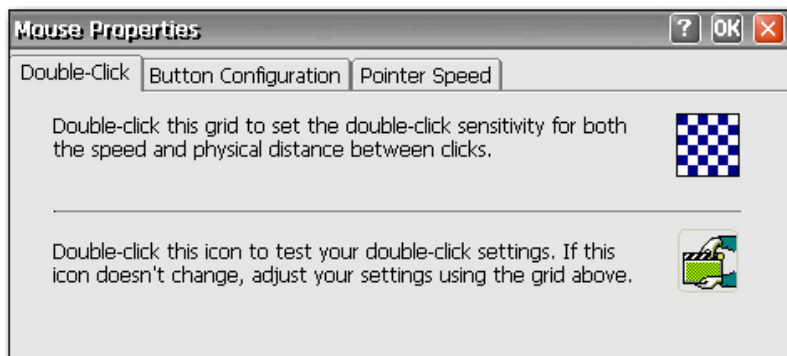 Mouse Properties ? OK ×
Double-Click Button Configuration Pointer Speed
Double-click this grid to set the double-click sensitivity for both
the speed and physical distance between clicks.
Double-click this icon to test your double-click settings. If this
icon doesn't change, adjust your settings using the grid above.